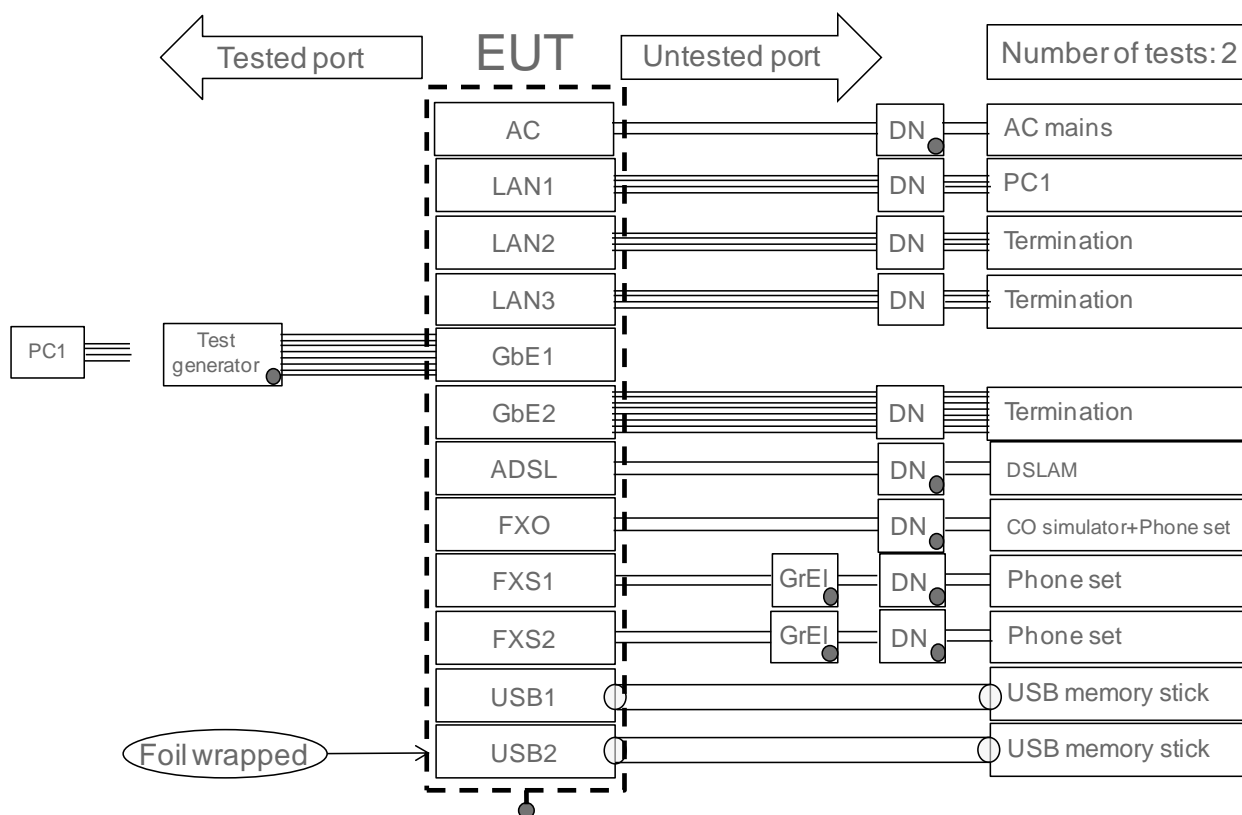 Tested port
EUT
Untested port
Number of tests: 2
AC
DN
AC mains
LAN1
DN
PC1
LAN2
DN
Termination
LAN3
DN
Termination
PC1
Test
generator
GbE1
GbE2
DN
Termination
ADSL
DN
DSLAM
FXO
DN
CO simulator+Phone set
FXS1
GrEI
DN
Phone set
FXS2
GrEI
DN
Phone set
USB1
USB memory stick
Foil wrapped
USB2
USB memory stick